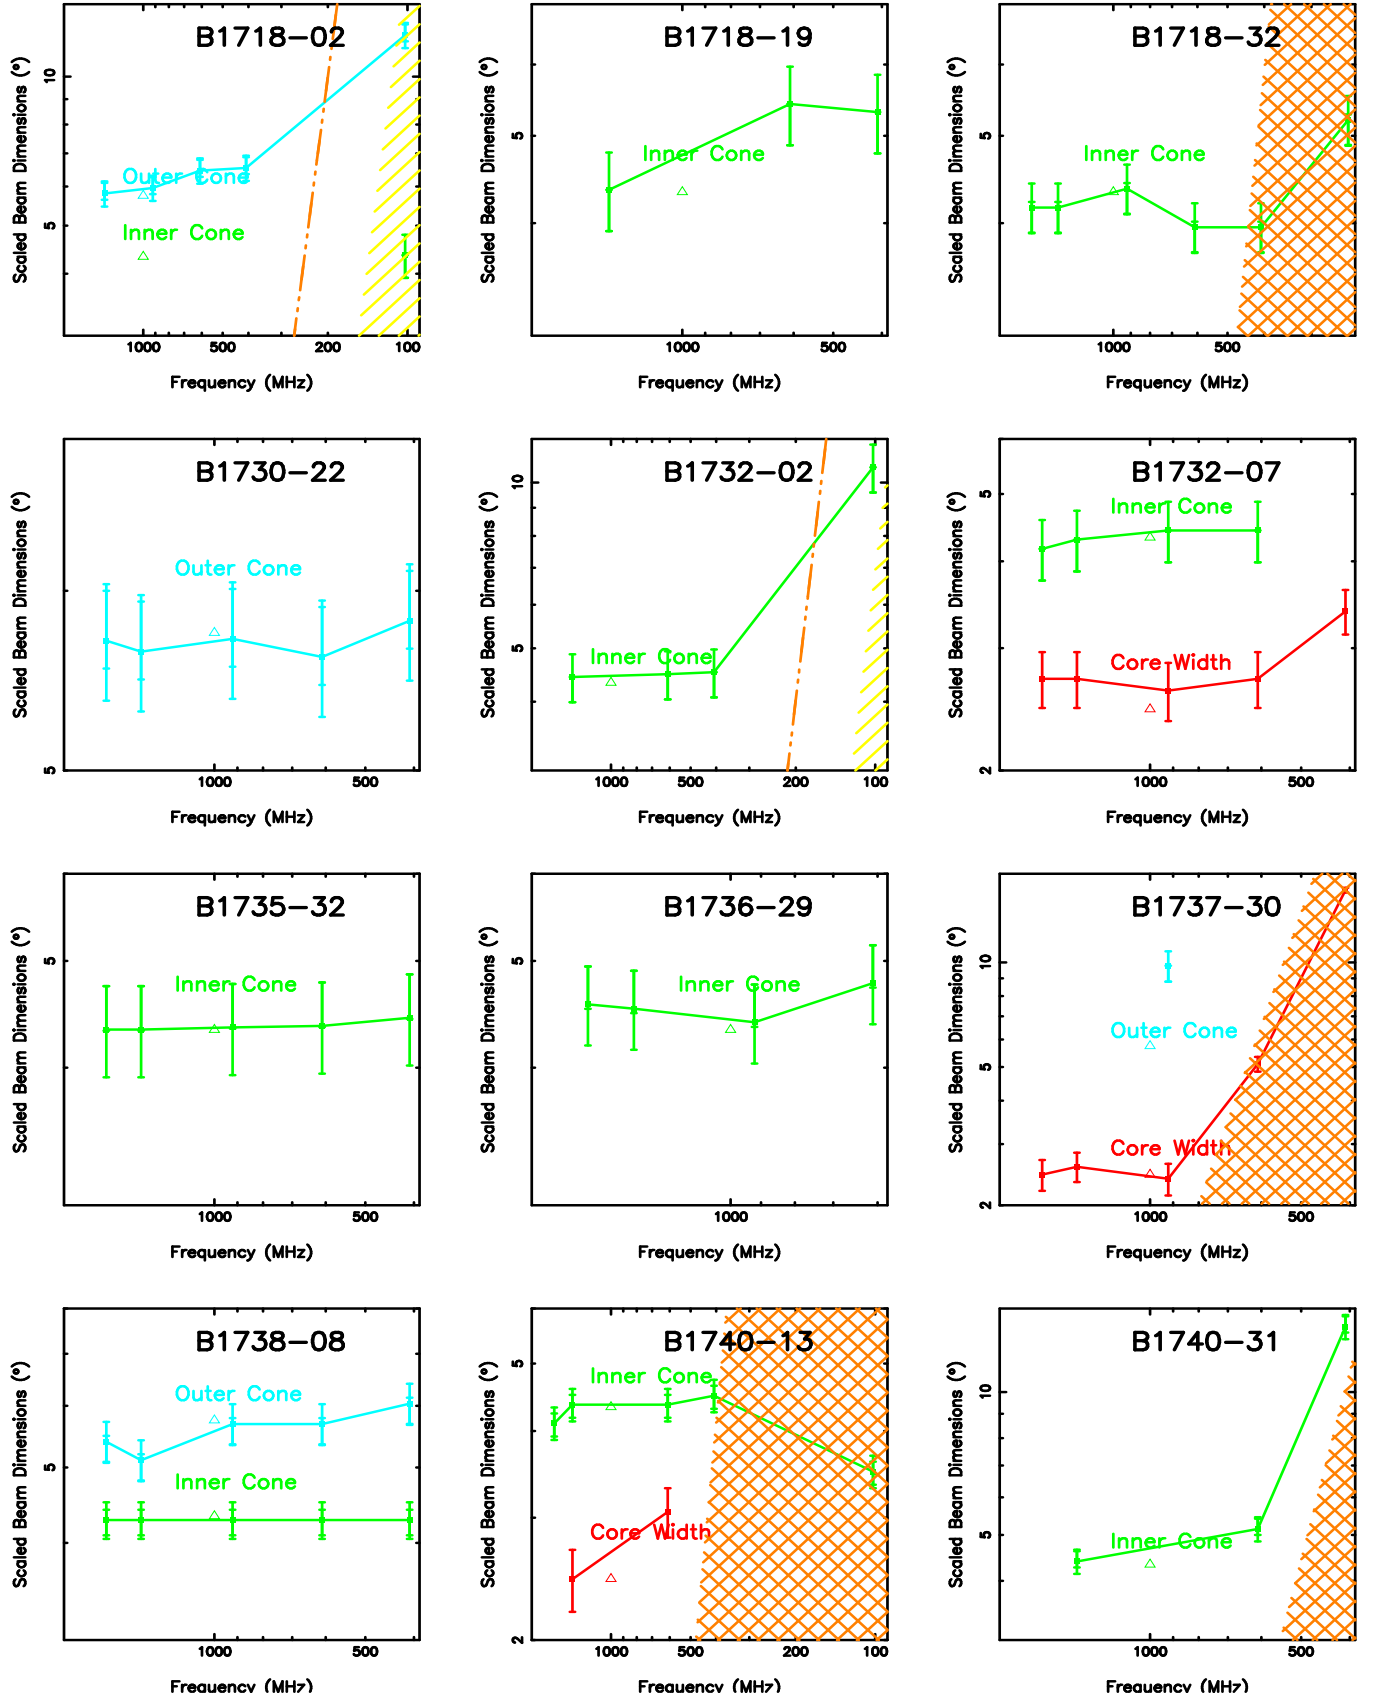 B1718−02
Scaled Beam Dimensions (°)
10
5
Outer Cone
Inner Cone
1000 500 200 100
Frequency (MHz)
B1718−19
Scaled Beam Dimensions (°)
5
Inner Cone
1000 500
Frequency (MHz)
B1718−32
Scaled Beam Dimensions (°)
5
Inner Cone
1000 500
Frequency (MHz)
B1730−22
Scaled Beam Dimensions (°)
Outer Cone
5
1000 500
Frequency (MHz)
B1732−02
Scaled Beam Dimensions (°)
10
5
Inner Cone
1000 500 200 100
Frequency (MHz)
B1732−07
Scaled Beam Dimensions (°)
5
Inner Cone
Core Width
2
1000 500
Frequency (MHz)
B1735−32
Scaled Beam Dimensions (°)
5
Inner Cone
1000 500
Frequency (MHz)
B1736−29
Scaled Beam Dimensions (°)
5
Inner Cone
1000
Frequency (MHz)
B1737−30
Scaled Beam Dimensions (°)
10
Outer Cone
5
Core Width
2
1000 500
Frequency (MHz)
B1738−08
Scaled Beam Dimensions (°)
Outer Cone
5
Inner Cone
1000 500
Frequency (MHz)
B1740−13
Scaled Beam Dimensions (°)
5
Inner Cone
Core Width
2
1000 500 200 100
Frequency (MHz)
B1740−31
Scaled Beam Dimensions (°)
10
5
Inner Cone
1000 500
Frequency (MHz)